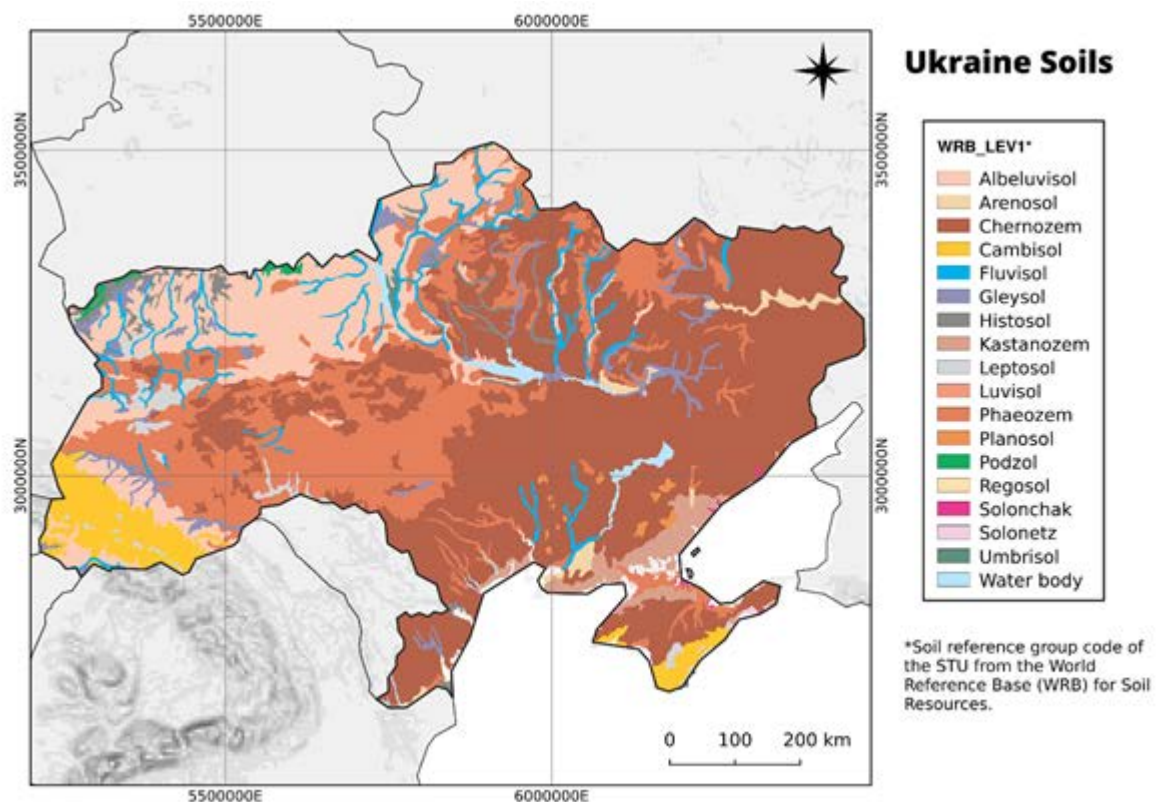 5500000E
6000000E
Ukraine Soils
3500000N
3500000N
WRB_LEV1*
Albeluvisol
Arenosol
Chernozem
Cambisol
Fluvisol
Gleysol
Histosol
Kastanozem
Leptosol
Luvisol
Phaeozem
Planosol
Podzol
Regosol
Solonchak
Solonetz
Umbrisol
Water body
3000000N
3000000N
*Soil reference group code of
the STU from the World
Reference Base (WRB) for Soil
Resources.
0 100 200 km
5500000E
6000000E